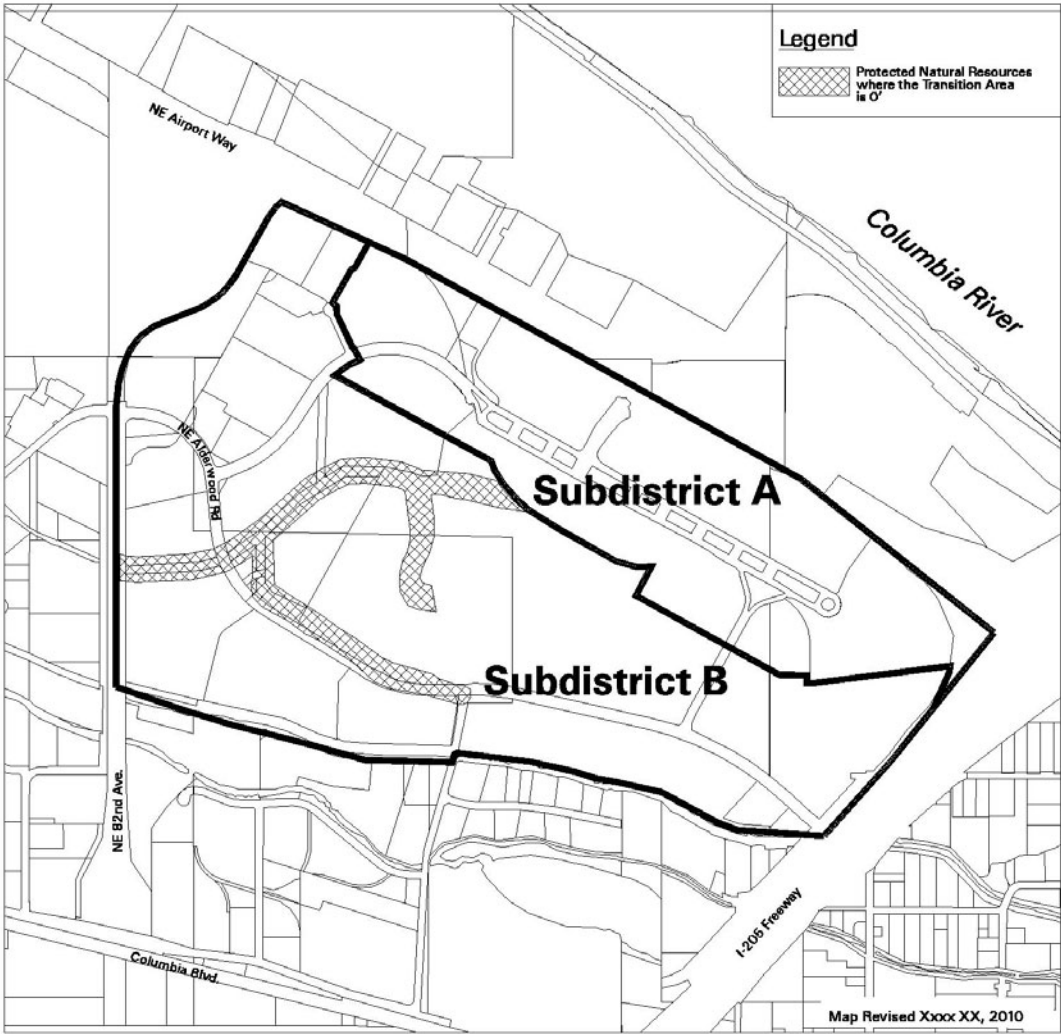 Legend
Protected Natural Resources
where the Transition Area
is 0'
NE Airport Way
Columbia River
NE Alderwood Rd
Subdistrict A
Subdistrict B
NE 82nd Ave.
I-205 Freeway
Columbia Blvd.
Map Revised Xxxx XX, 2010